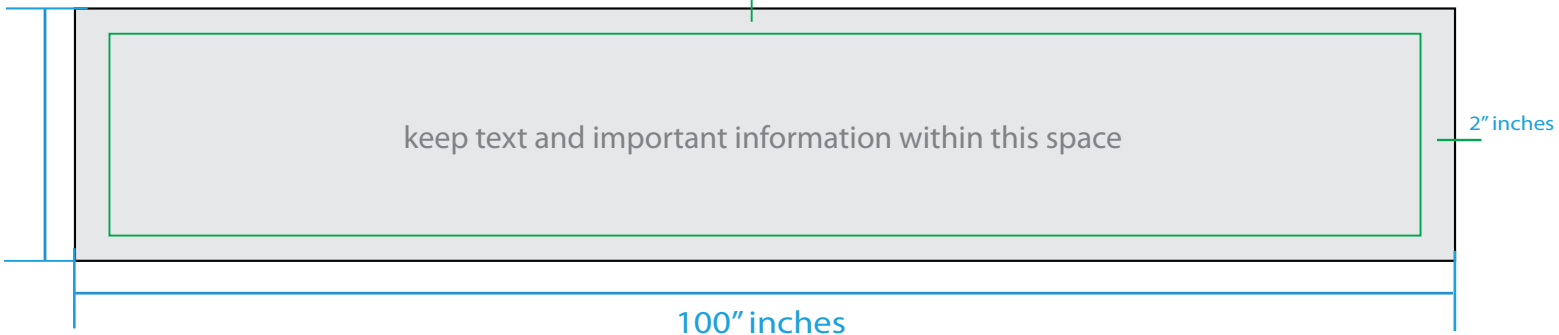 keep text and important information within this space
2” inches
100” inches